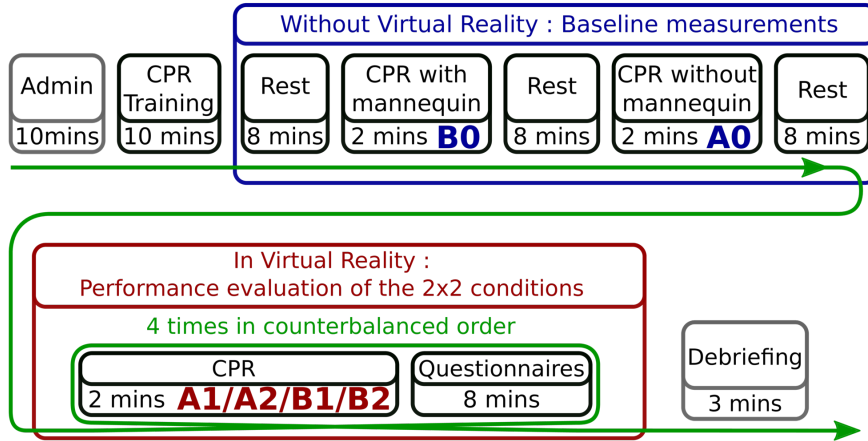 Without Virtual Reality : Baseline measurements
Admin
10mins
CPR
Training
10 mins
Rest
8 mins
CPR with
mannequin
2 mins B0
Rest
8 mins
CPR without
mannequin
2 mins A0
Rest
8 mins
In Virtual Reality :
Performance evaluation of the 2x2 conditions
4 times in counterbalanced order
CPR
2 mins A1/A2/B1/B2
Questionnaires
8 mins
Debriefing
3 mins